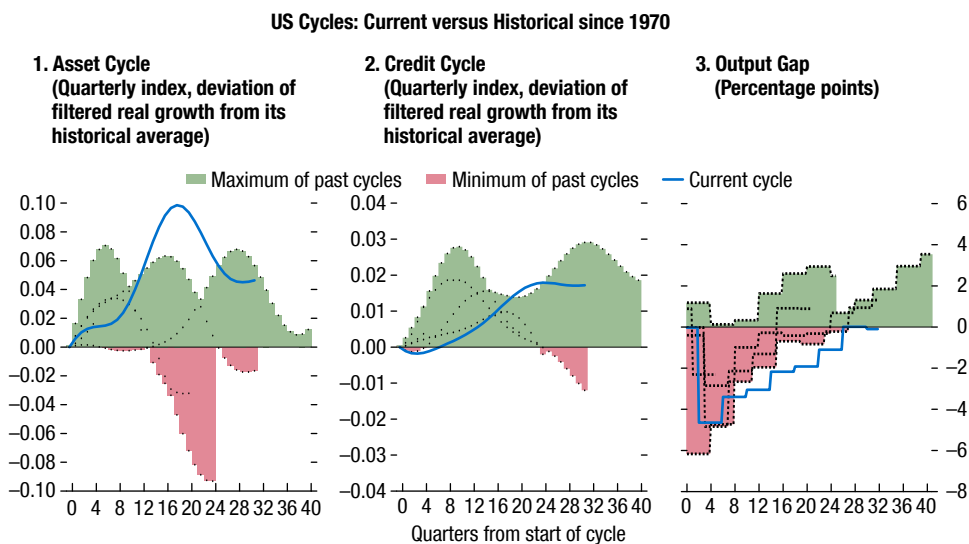 US Cycles: Current versus Historical since 1970
1. Asset Cycle
(Quarterly index, deviation of
filtered real growth from its
historical average)
2. Credit Cycle
(Quarterly index, deviation of
filtered real growth from its
historical average)
3. Output Gap
(Percentage points)
Maximum of past cycles
Minimum of past cycles
Current cycle
0.10
0.08
0.06
0.04
0.02
0.00
–0.02
–0.04
–0.06
–0.08
–0.10
0 4 8 12 16 20 24 28 32 36 40
0.04
0.03
0.02
0.01
0.00
–0.01
–0.02
–0.03
–0.04
0 4 8 12 16 20 24 28 32 36 40
6
4
2
0
–2
–4
–6
–8
0 4 8 12 16 20 24 28 32 36 40
Quarters from start of cycle